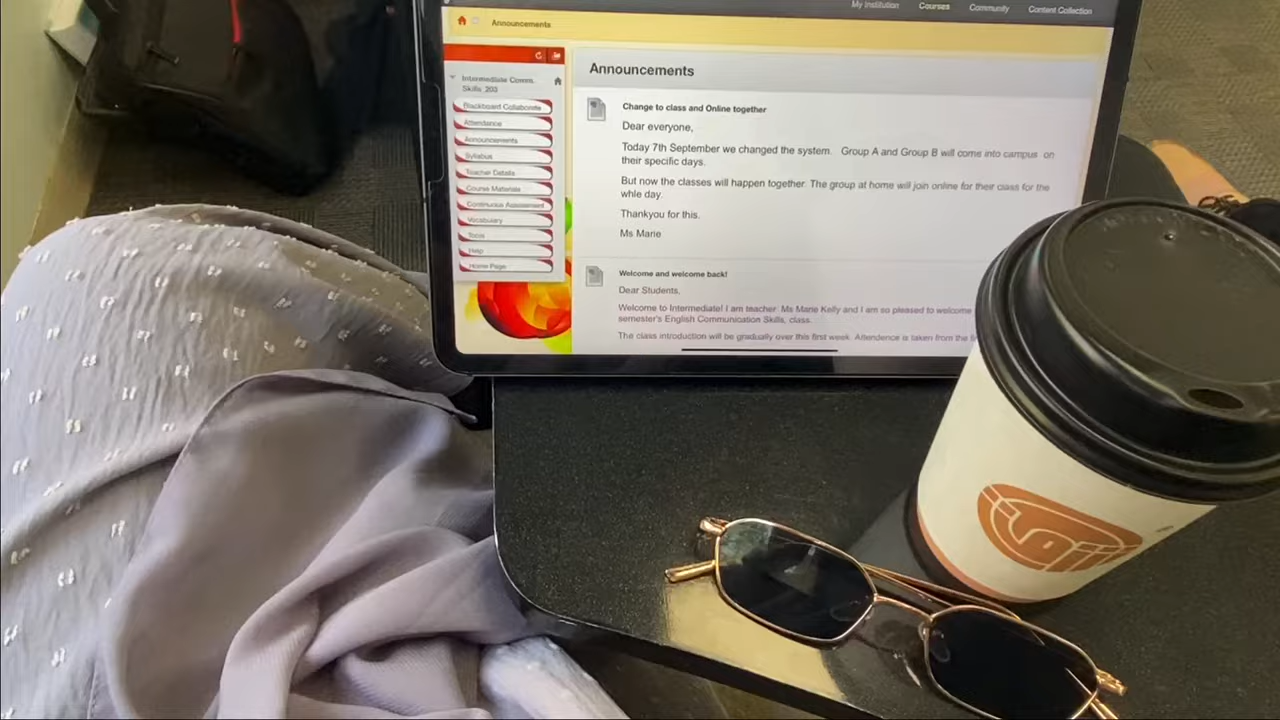 My Institution
Courses
Community
Content Collection
Announcements
Intermediate Comm.
Skills_203
Blackboard Collaborate
Attendance
Announcements
Syllabus
Teacher Details
Course Materials
Continuous Assessment
Vocabulary
Tools
Help
Home Page
Announcements
Change to class and Online together
Dear everyone,
Today 7th September we changed the system. Group A and Group B will come into campus on
their specific days.
But now the classes will happen together. The group at home will join online for their class for the
whle day.
Thankyou for this.
Ms Marie
Welcome and welcome back!
Dear Students,
Welcome to Intermediate! I am teacher Ms Marie Kelly and I am so pleased to welcome
semester's English Communication Skills, class.
The class introduction will be gradually over this first week. Attendence is taken from the